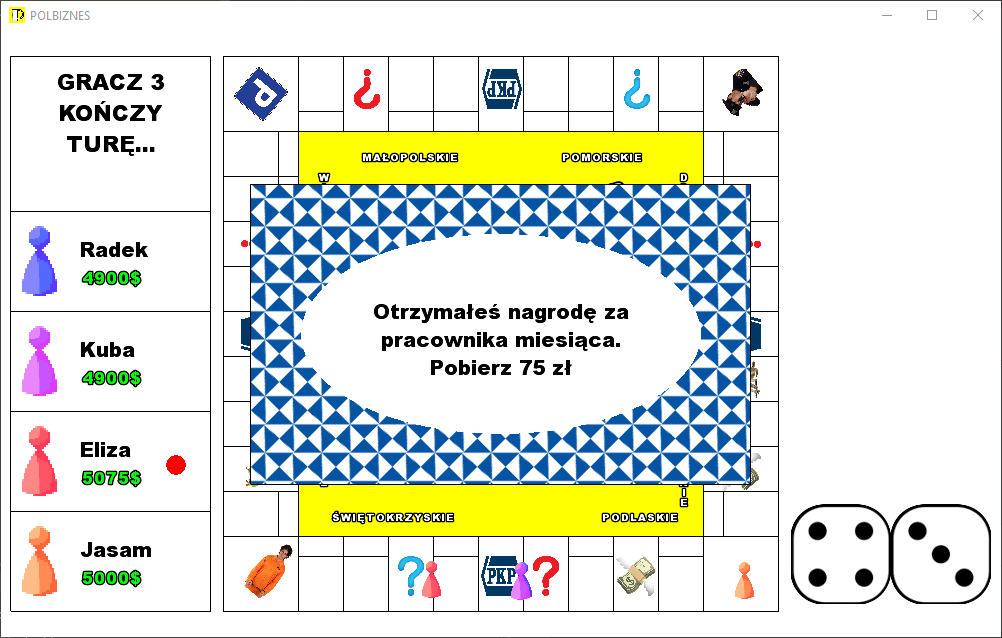 POLBIZNES
GRACZ 3
KOŃCZY
TURĘ...
Radek
4900$
Kuba
4900$
Eliza
5075$
Jasam
5000$
P
PKP
MAŁOPOLSKIE
POMORSKIE
W
D
Otrzymałeś nagrodę za
pracownika miesiąca.
Pobierz 75 zł
I
E
ŚWIĘTOKRZYSKIE
PODLASKIE
PKP